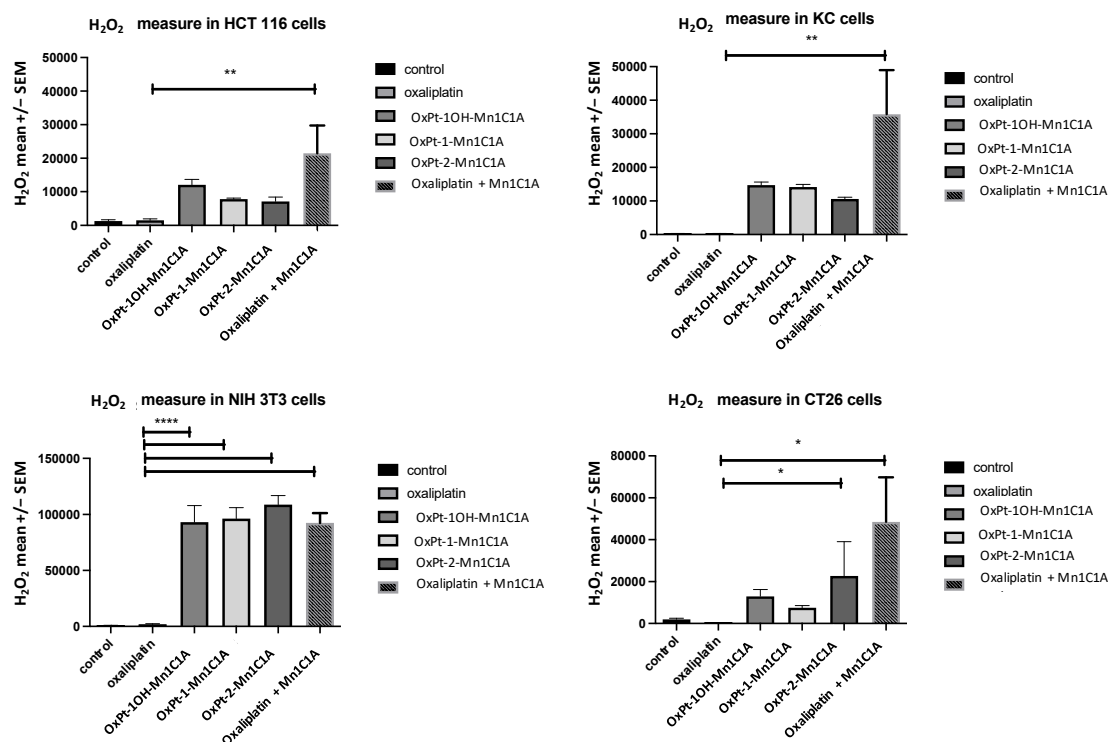 H₂O₂ measure in HCT 116 cells
H₂O₂ mean +/− SEM
50000
40000
30000
20000
10000
0
**
control
oxaliplatin
OxPt-1OH-Mn1C1A
OxPt-1-Mn1C1A
OxPt-2-Mn1C1A
Oxaliplatin + Mn1C1A
control
oxaliplatin
OxPt-1OH-Mn1C1A
OxPt-1-Mn1C1A
OxPt-2-Mn1C1A
Oxaliplatin + Mn1C1A
H₂O₂ measure in KC cells
H₂O₂ mean +/− SEM
50000
40000
30000
20000
10000
0
**
control
oxaliplatin
OxPt-1OH-Mn1C1A
OxPt-1-Mn1C1A
OxPt-2-Mn1C1A
Oxaliplatin + Mn1C1A
control
oxaliplatin
OxPt-1OH-Mn1C1A
OxPt-1-Mn1C1A
OxPt-2-Mn1C1A
Oxaliplatin + Mn1C1A
H₂O₂ measure in NIH 3T3 cells
H₂O₂ mean +/− SEM
150000
100000
50000
0
****
control
oxaliplatin
OxPt-1OH-Mn1C1A
OxPt-1-Mn1C1A
OxPt-2-Mn1C1A
Oxaliplatin + Mn1C1A
control
oxaliplatin
OxPt-1OH-Mn1C1A
OxPt-1-Mn1C1A
OxPt-2-Mn1C1A
Oxaliplatin + Mn1C1A
H₂O₂ measure in CT26 cells
H₂O₂ mean +/− SEM
80000
60000
40000
20000
0
*
*
control
oxaliplatin
OxPt-1OH-Mn1C1A
OxPt-1-Mn1C1A
OxPt-2-Mn1C1A
Oxaliplatin + Mn1C1A
control
oxaliplatin
OxPt-1OH-Mn1C1A
OxPt-1-Mn1C1A
OxPt-2-Mn1C1A
Oxaliplatin + Mn1C1A